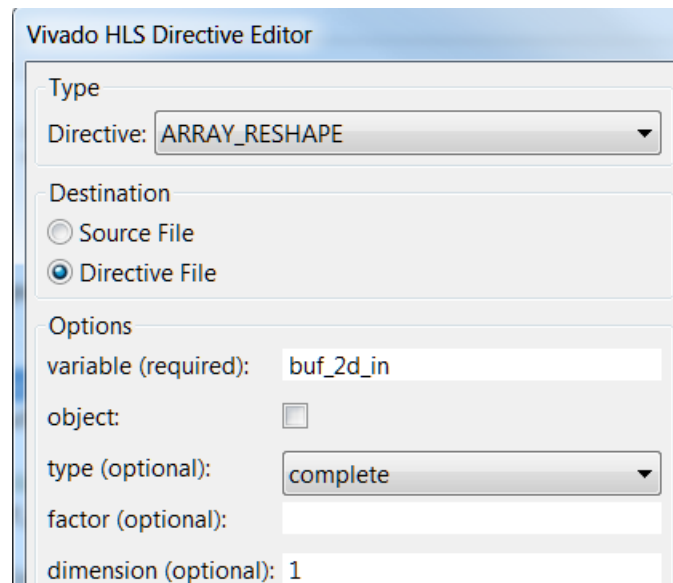 Vivado HLS Directive Editor
Type
Directive: ARRAY_RESHAPE
Destination
Source File
Directive File
Options
variable (required): buf_2d_in
object:
type (optional): complete
factor (optional):
dimension (optional): 1